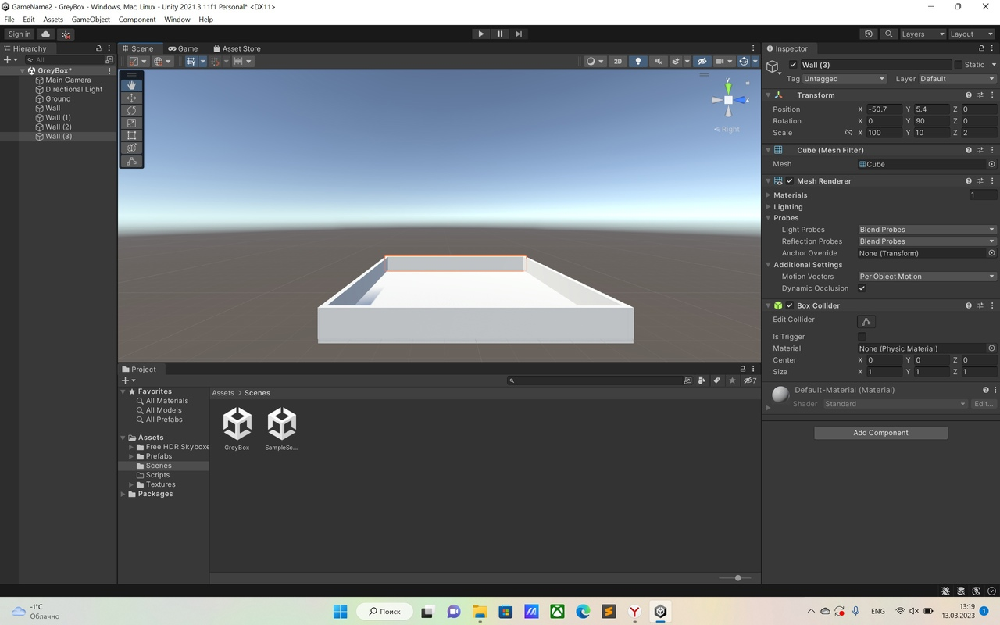 GameName2 - GreyBox - Windows, Mac, Linux - Unity 2021.3.11f1 Personal* <DX11>
File Edit Assets GameObject Component Window Help
Sign in
Layers
Layout
Hierarchy
All
GreyBox*
Main Camera
Directional Light
Ground
Wall
Wall (1)
Wall (2)
Wall (3)
Scene Game Asset Store
2D
y
z
Right
Project
Favorites
All Materials
All Models
All Prefabs
Assets
Free HDR Skyboxe
Prefabs
Scenes
Scripts
Textures
Packages
Assets > Scenes
7
GreyBox
SampleSc...
Inspector
Wall (3)
Static
Tag Untagged Layer Default
Transform
Position X -50.7 Y 5.4 Z 0
Rotation X 0 Y 90 Z 0
Scale X 100 Y 10 Z 2
Cube (Mesh Filter)
Mesh Cube
Mesh Renderer
Materials 1
Lighting
Probes
Light Probes Blend Probes
Reflection Probes Blend Probes
Anchor Override None (Transform)
Additional Settings
Motion Vectors Per Object Motion
Dynamic Occlusion
Box Collider
Edit Collider
Is Trigger
Material None (Physic Material)
Center X 0 Y 0 Z 0
Size X 1 Y 1 Z 1
Default-Material (Material)
Shader Standard Edit...
Add Component
-1°C
Облачно
Поиск
ENG
13:19
13.03.2023
1